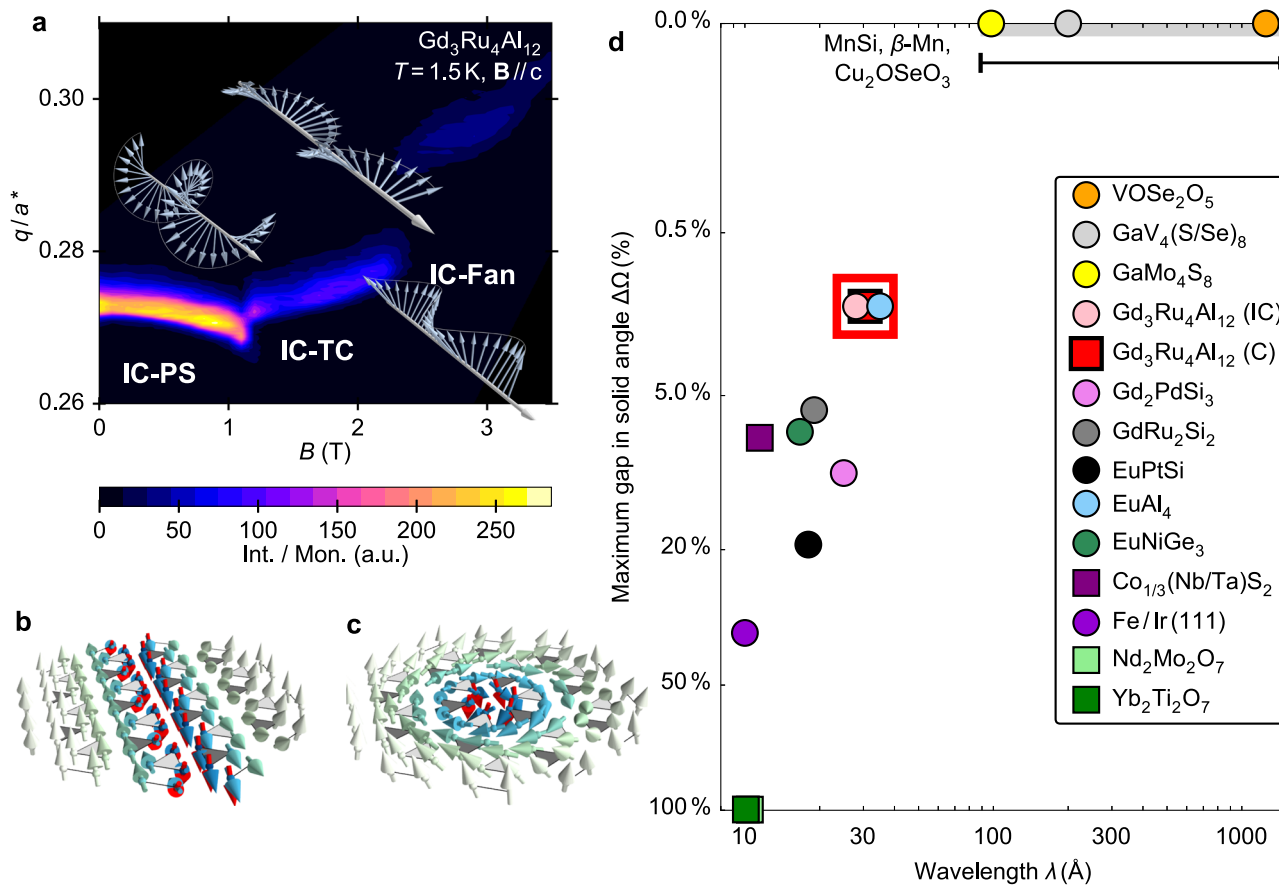 a
Gd₃Ru₄Al₁₂
T = 1.5 K, B // c
0.30
0.28
0.26
q / a*
IC-PS
IC-TC
IC-Fan
0
1
2
3
B (T)
0
50
100
150
200
250
Int. / Mon. (a.u.)
b
c
d
MnSi, β-Mn,
Cu₂OSeO₃
0.0 %
0.5 %
5.0 %
20 %
50 %
100 %
Maximum gap in solid angle ΔΩ (%)
VOSe₂O₅
GaV₄(S/Se)₈
GaMo₄S₈
Gd₃Ru₄Al₁₂ (IC)
Gd₃Ru₄Al₁₂ (C)
Gd₂PdSi₃
GdRu₂Si₂
EuPtSi
EuAl₄
EuNiGe₃
Co₁/₃(Nb/Ta)S₂
Fe / Ir (111)
Nd₂Mo₂O₇
Yb₂Ti₂O₇
10
30
100
300
1000
Wavelength λ (Å)